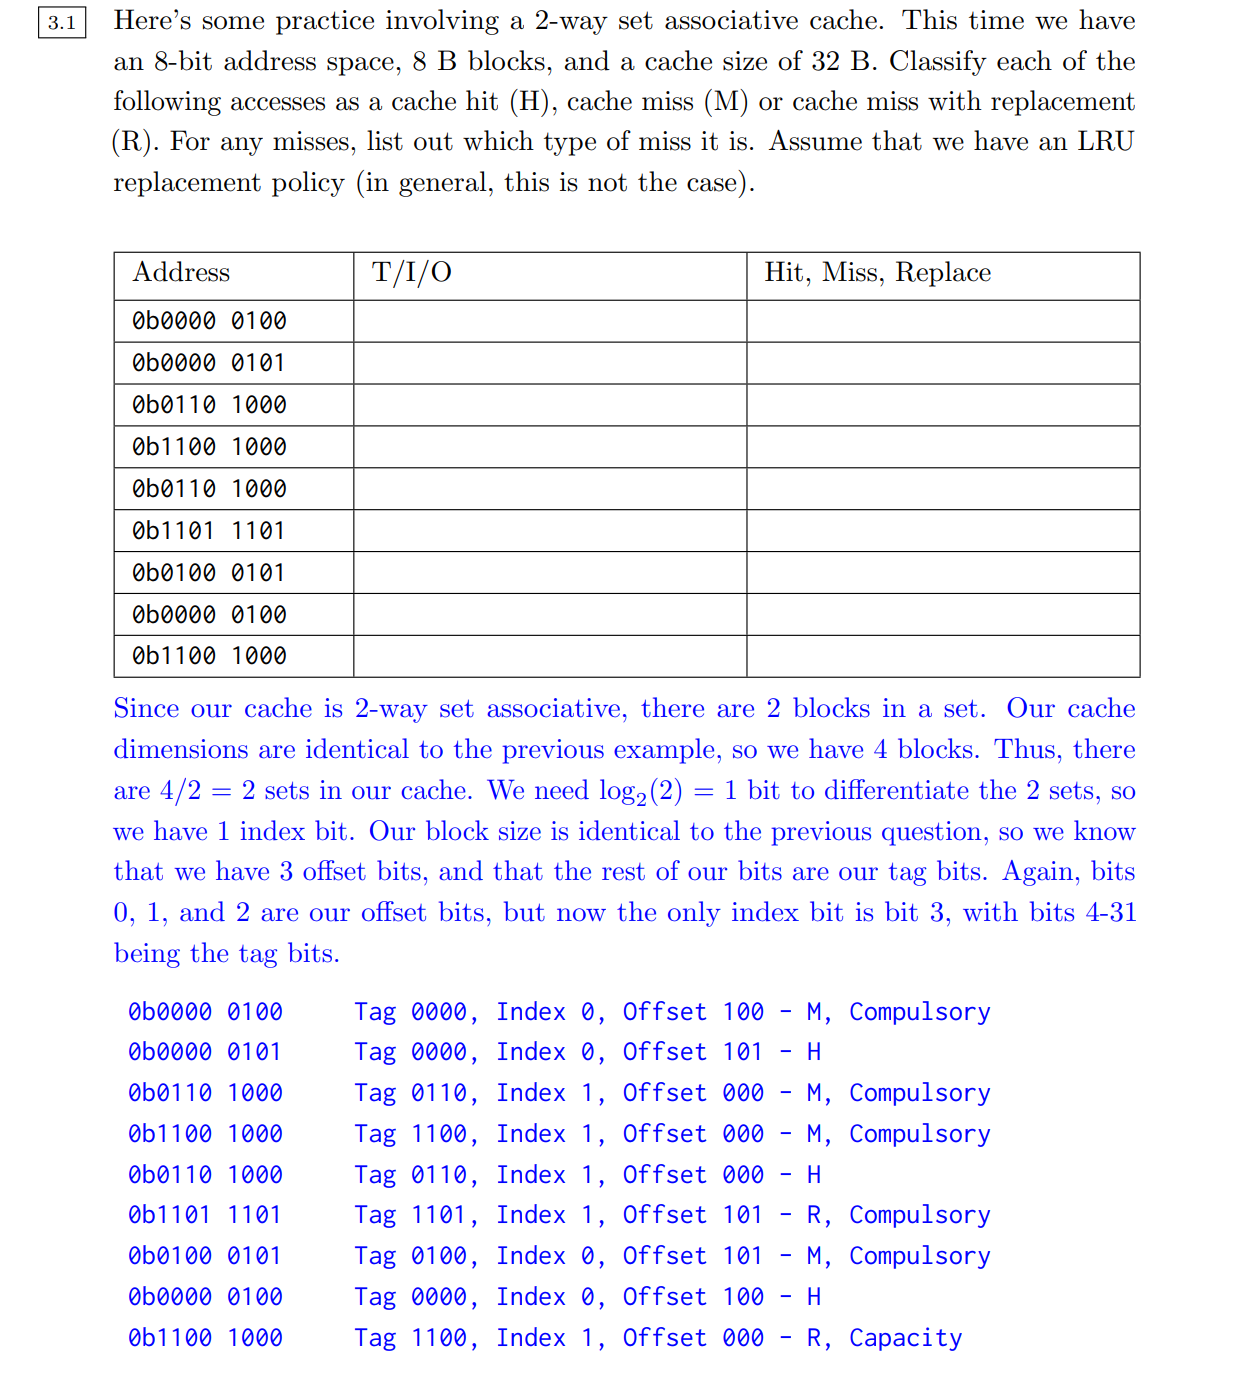 3.1 Here's some practice involving a 2-way set associative cache. This time we have
an 8-bit address space, 8 B blocks, and a cache size of 32 B. Classify each of the
following accesses as a cache hit (H), cache miss (M) or cache miss with replacement
(R). For any misses, list out which type of miss it is. Assume that we have an LRU
replacement policy (in general, this is not the case).
Address T/I/O Hit, Miss, Replace
0b0000 0100
0b0000 0101
0b0110 1000
0b1100 1000
0b0110 1000
0b1101 1101
0b0100 0101
0b0000 0100
0b1100 1000
Since our cache is 2-way set associative, there are 2 blocks in a set. Our cache
dimensions are identical to the previous example, so we have 4 blocks. Thus, there
are 4/2 = 2 sets in our cache. We need log₂(2) = 1 bit to differentiate the 2 sets, so
we have 1 index bit. Our block size is identical to the previous question, so we know
that we have 3 offset bits, and that the rest of our bits are our tag bits. Again, bits
0, 1, and 2 are our offset bits, but now the only index bit is bit 3, with bits 4-31
being the tag bits.
0b0000 0100 Tag 0000, Index 0, Offset 100 - M, Compulsory
0b0000 0101 Tag 0000, Index 0, Offset 101 - H
0b0110 1000 Tag 0110, Index 1, Offset 000 - M, Compulsory
0b1100 1000 Tag 1100, Index 1, Offset 000 - M, Compulsory
0b0110 1000 Tag 0110, Index 1, Offset 000 - H
0b1101 1101 Tag 1101, Index 1, Offset 101 - R, Compulsory
0b0100 0101 Tag 0100, Index 0, Offset 101 - M, Compulsory
0b0000 0100 Tag 0000, Index 0, Offset 100 - H
0b1100 1000 Tag 1100, Index 1, Offset 000 - R, Capacity